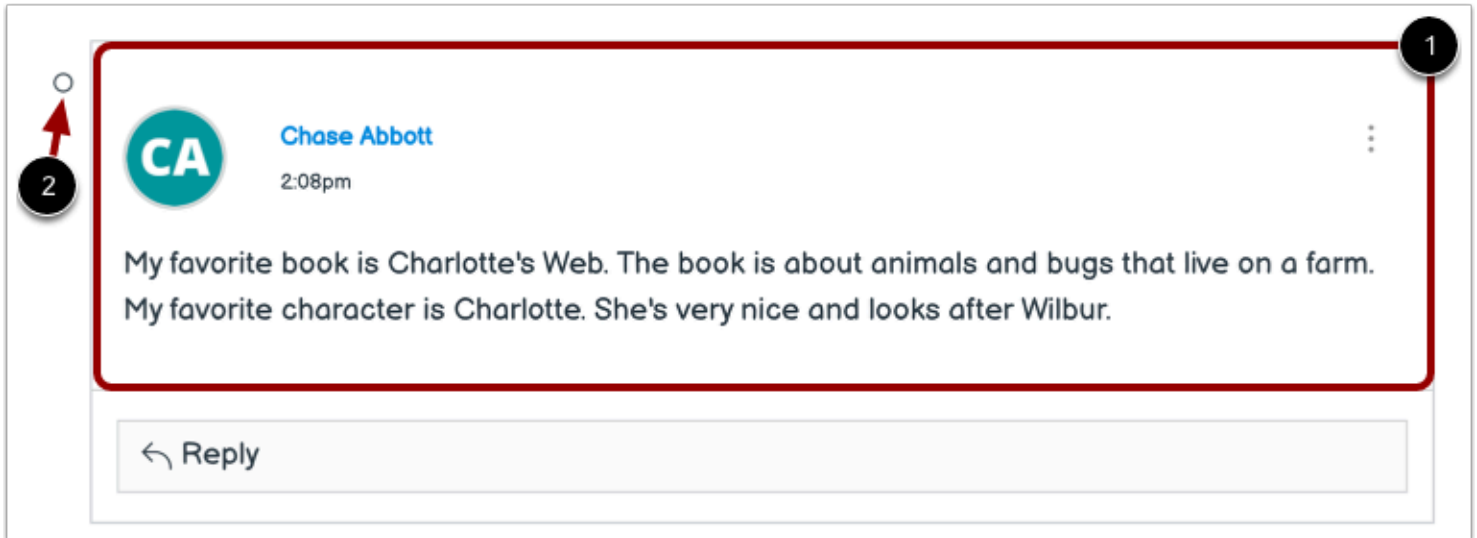 1
CA
Chase Abbott
2:08pm
2
My favorite book is Charlotte's Web. The book is about animals and bugs that live on a farm.
My favorite character is Charlotte. She's very nice and looks after Wilbur.
Reply